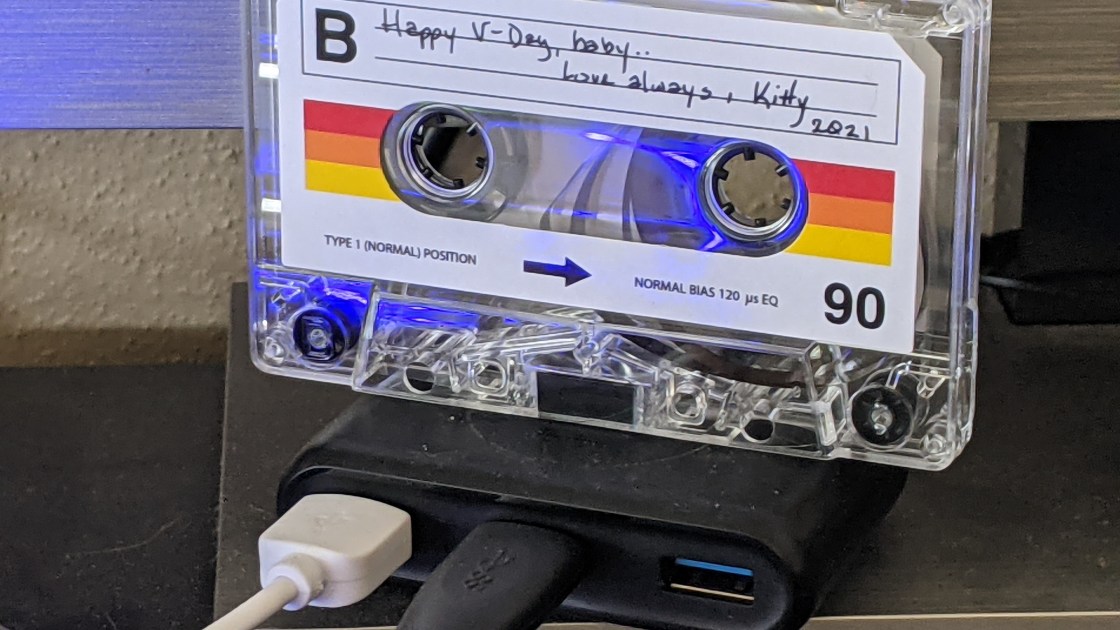 B
Happy V-Day, baby..
Love always, Kitty
2021
TYPE 1 (NORMAL) POSITION
NORMAL BIAS 120 µs EQ
90